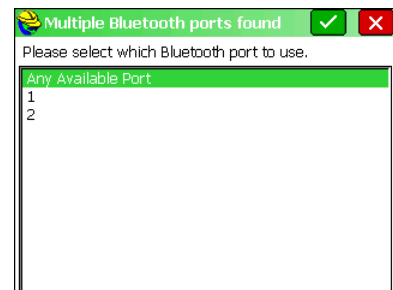 Multiple Bluetooth ports found
Please select which Bluetooth port to use.
Any Available Port
1
2